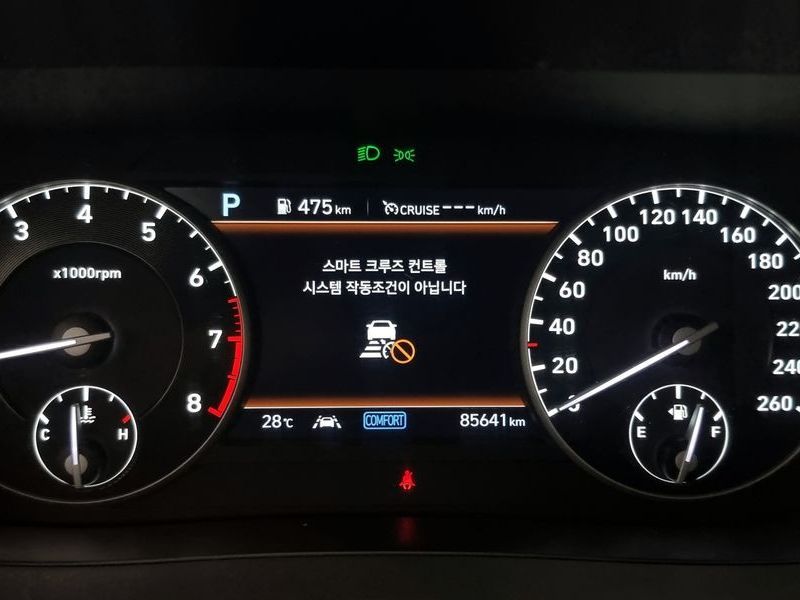 P 475 km CRUISE --- km/h
스마트 크루즈 컨트롤
시스템 작동조건이 아닙니다
28℃ COMFORT 85641 km
3 4 5 6 7 8
x1000rpm
C H
0 20 40 60 80 100 120 140 160 180 200 22 240 260
km/h
E F